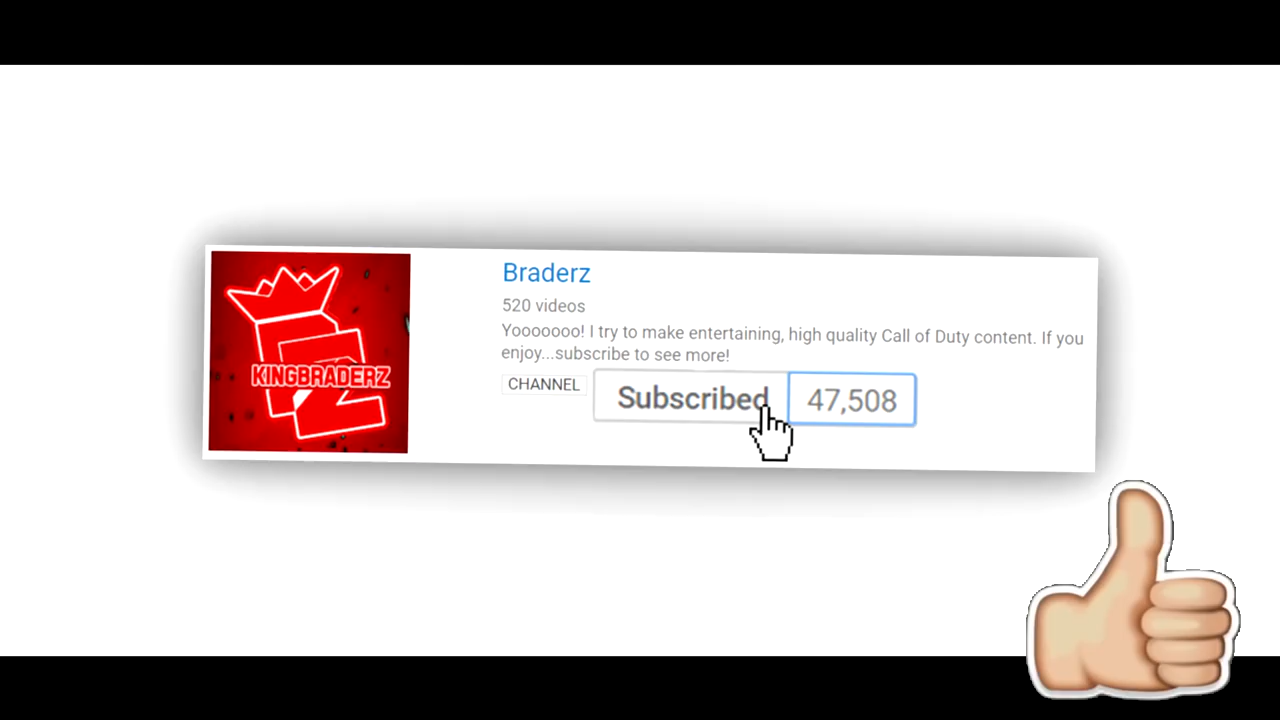 Braderz
520 videos
Yooooooo! I try to make entertaining, high quality Call of Duty content. If you
enjoy...subscribe to see more!
KINGBRADERZ
CHANNEL
Subscribed
47,508